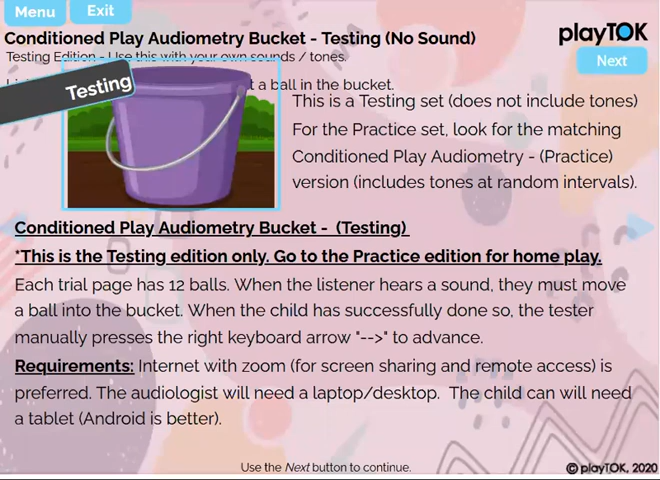 Menu
Exit
Conditioned Play Audiometry Bucket - Testing (No Sound)
playTOK
Testing Edition - Use this with your own sounds / tones.
Next
t a ball in the bucket.
Testing
This is a Testing set (does not include tones)
For the Practice set, look for the matching
Conditioned Play Audiometry - (Practice)
version (includes tones at random intervals).
Conditioned Play Audiometry Bucket - (Testing)
*This is the Testing edition only. Go to the Practice edition for home play.
Each trial page has 12 balls. When the listener hears a sound, they must move
a ball into the bucket. When the child has successfully done so, the tester
manually presses the right keyboard arrow "-->" to advance.
Requirements: Internet with zoom (for screen sharing and remote access) is
preferred. The audiologist will need a laptop/desktop. The child can will need
a tablet (Android is better).
Use the Next button to continue.
© playTOK, 2020